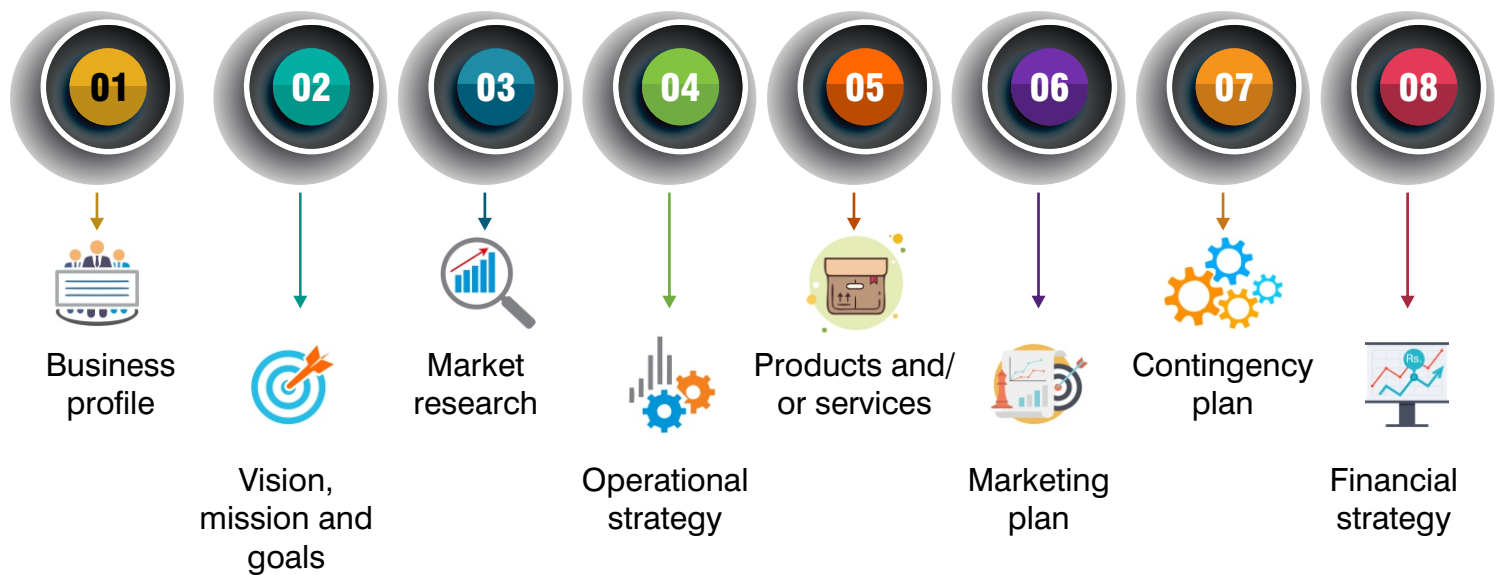 01
02
03
04
05
06
07
08
Business
profile
Vision,
mission and
goals
Market
research
Operational
strategy
Products and/
or services
Marketing
plan
Contingency
plan
Rs.
Financial
strategy